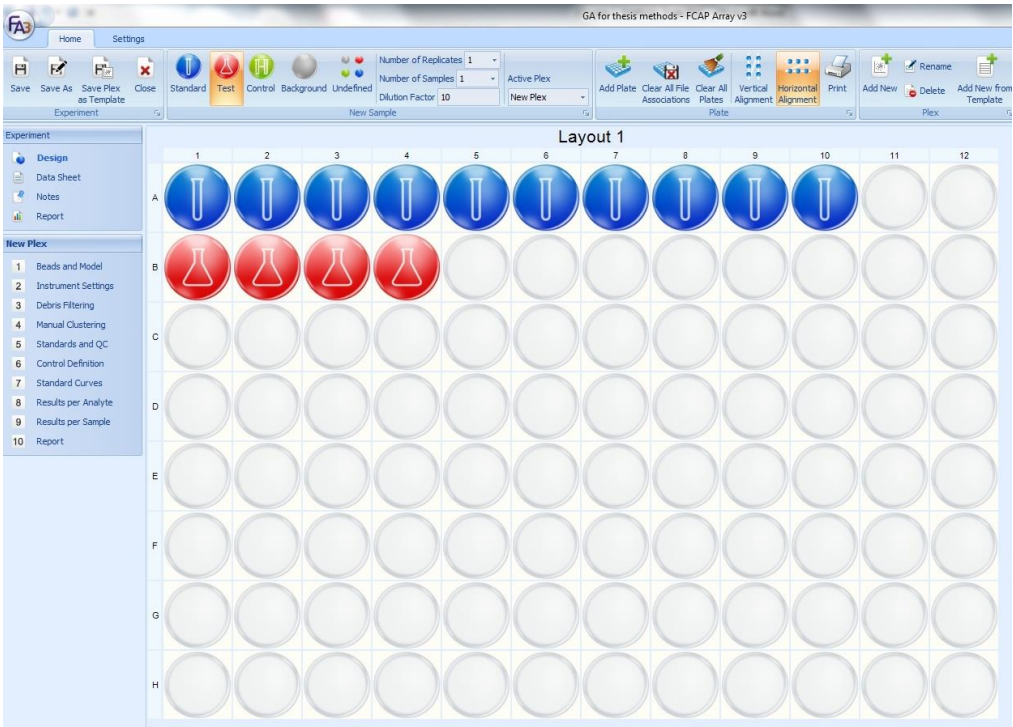 GA for thesis methods - FCAP Array v3
FA3
Home Settings
Save Save As Save Plex as Template Close
Experiment
Standard Test Control Background Undefined
Number of Replicates 1
Number of Samples 1
Dilution Factor 10
Active Plex
New Plex
New Sample
Add Plate Clear All File Associations Clear All Plates Vertical Alignment Horizontal Alignment Print
Plate
Add New Rename Delete Add New from Template
Plex
Experiment
Design
Data Sheet
Notes
Report
New Plex
1 Beads and Model
2 Instrument Settings
3 Debris Filtering
4 Manual Clustering
5 Standards and QC
6 Control Definition
7 Standard Curves
8 Results per Analyte
9 Results per Sample
10 Report
Layout 1
1 2 3 4 5 6 7 8 9 10 11 12
A
B
C
D
E
F
G
H